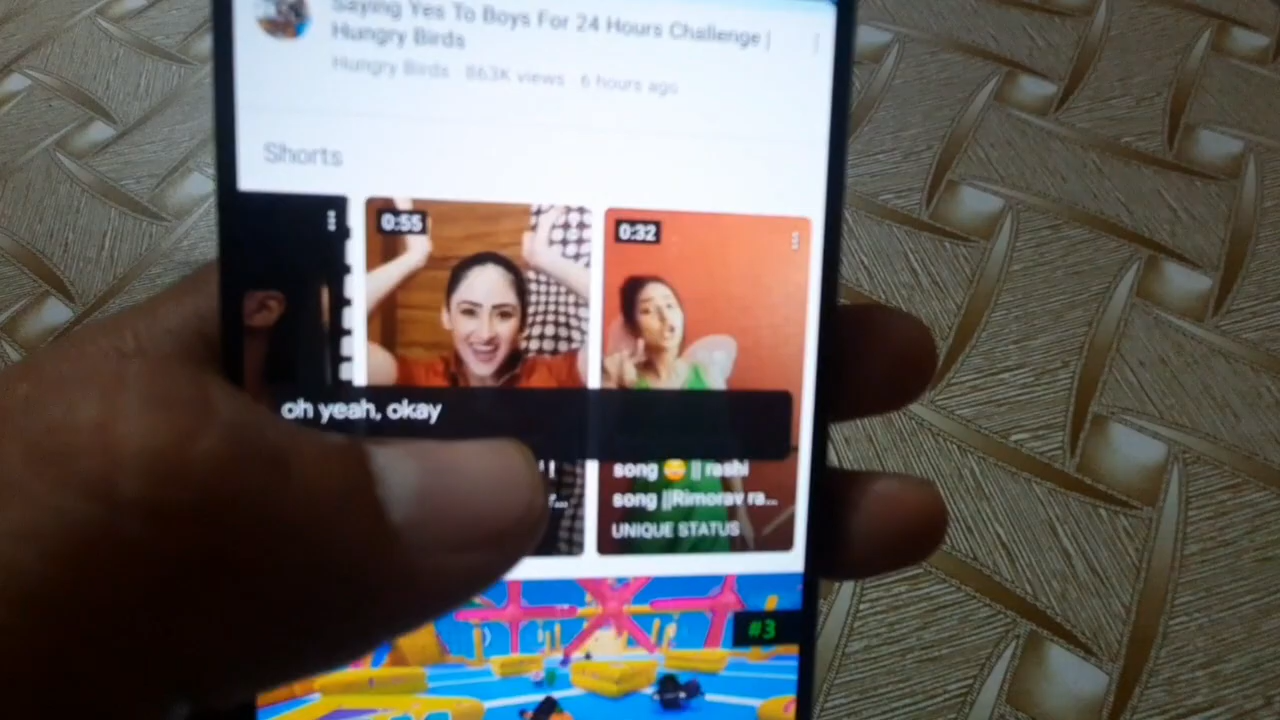 Saying Yes To Boys For 24 Hours Challenge |
Hungry Birds
Hungry Birds 863K views 6 hours ago
Shorts
0:55
0:32
oh yeah, okay
song 😍 || rashi
song ||Rimorav ra...
UNIQUE STATUS
#3